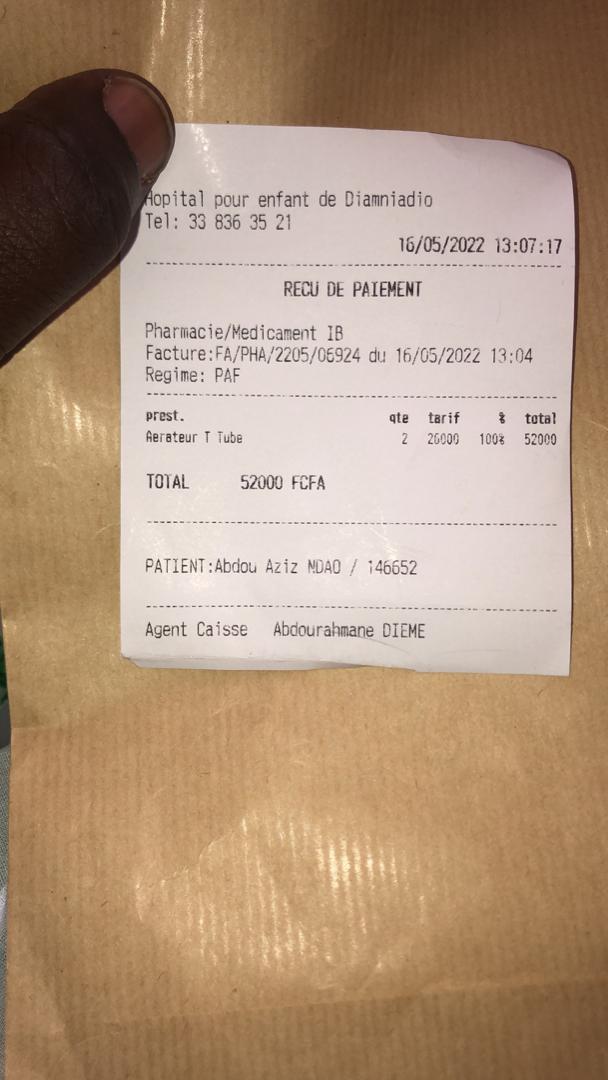 Hopital pour enfant de Diamniadio
Tel: 33 836 35 21
16/05/2022 13:07:17
RECU DE PAIEMENT
Pharmacie/Medicament IB
Facture:FA/PHA/2205/06924 du 16/05/2022 13:04
Regime: PAF
prest. qte tarif % total
Aerateur T Tube 2 26000 100% 52000
TOTAL 52000 FCFA
PATIENT:Abdou Aziz NDAO / 146652
Agent Caisse Abdourahmane DIEME